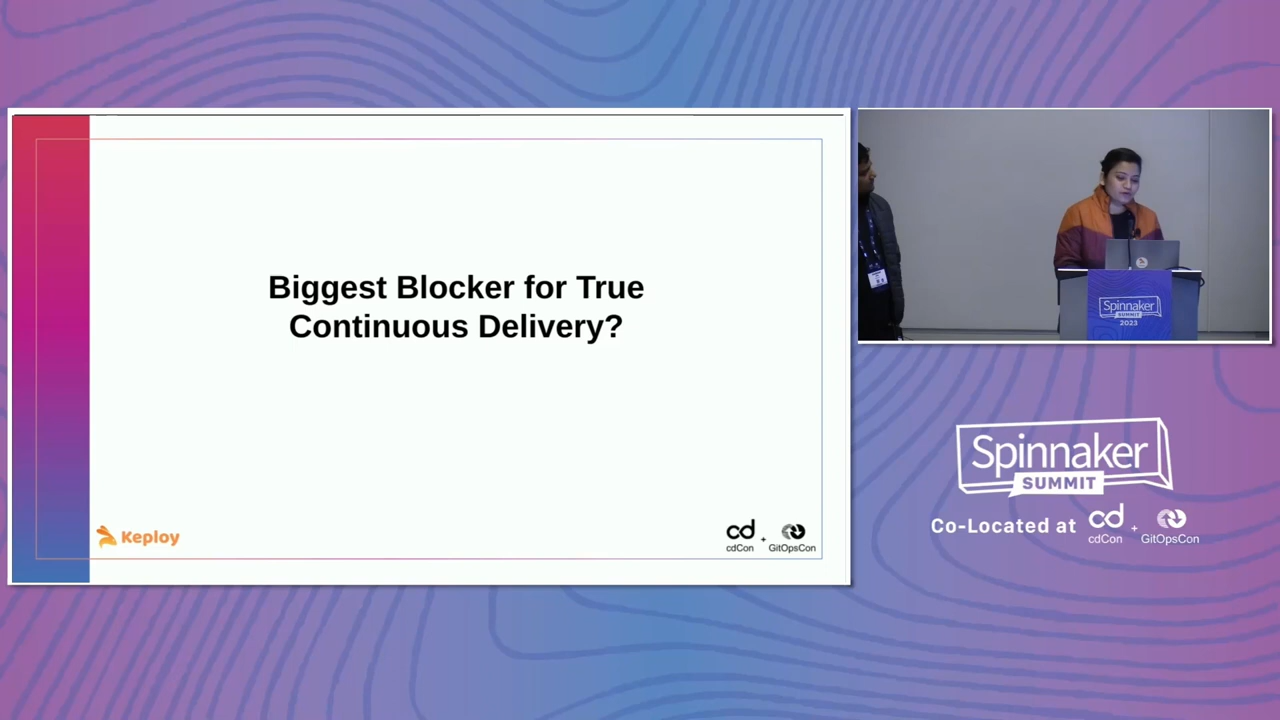 Biggest Blocker for True
Continuous Delivery?
Keploy
cd
cdCon
+
GitOpsCon
Spinnaker
SUMMIT
2023
Spinnaker
SUMMIT
Co-Located at
cd
cdCon
+
GitOpsCon